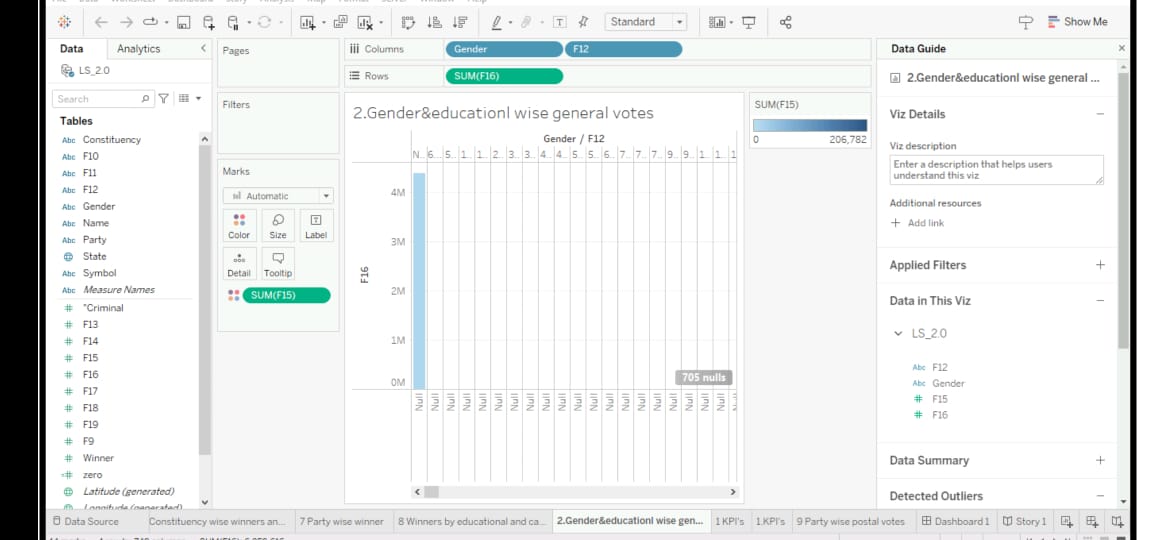 Standard
Show Me
Data
Analytics
LS_2.0
Search
Tables
Abc Constituency
Abc F10
Abc F11
Abc F12
Abc Gender
Abc Name
Abc Party
State
Abc Symbol
Abc Measure Names
# "Criminal
# F13
# F14
# F15
# F16
# F17
# F18
# F19
# F9
# Winner
=# zero
Latitude (generated)
Longitude (generated)
Pages
Filters
Marks
Automatic
Color Size Label
Detail Tooltip
SUM(F15)
Columns Gender F12
Rows SUM(F16)
2.Gender&educationl wise general votes
Gender / F12
N.. 6.. 5.. 1.. 1.. 2.. 3.. 3.. 4.. 4.. 5.. 5.. 6.. 7.. 7.. 7.. 9.. 9.. 1.. 1.. 1
4M
3M
2M
1M
0M
F16
705 nulls
Null Null Null Null Null Null Null Null Null Null Null Null Null Null Null Null Null Null Null Null
SUM(F15)
0 206,782
Data Guide
2.Gender&educationl wise general ...
Viz Details
Viz description
Enter a description that helps users
understand this viz
Additional resources
+ Add link
Applied Filters
Data in This Viz
LS_2.0
Abc F12
Abc Gender
# F15
# F16
Data Summary
Detected Outliers
Data Source
Constituency wise winners an...
7 Party wise winner
8 Winners by educational and ca...
2.Gender&educationl wise gen...
1 KPI's
1.KPI's
9 Party wise postal votes
Dashboard 1
Story 1